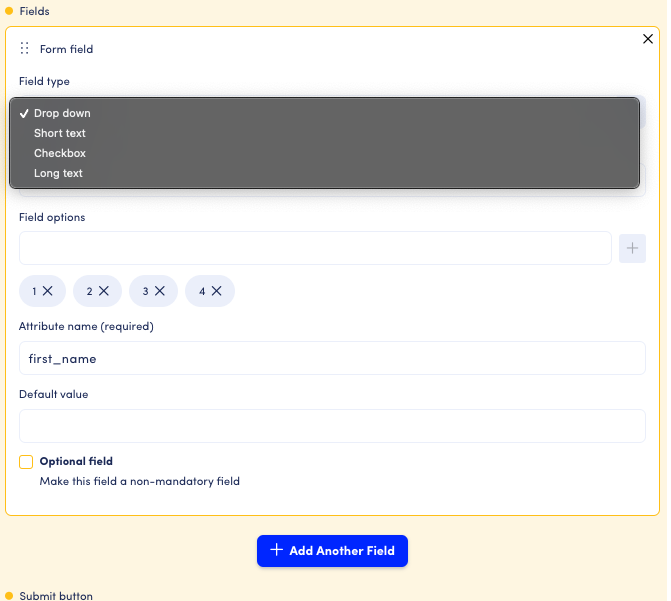 Fields
Form field
Field type
Drop down
Short text
Checkbox
Long text
Field options
1 2 3 4
Attribute name (required)
first_name
Default value
Optional field
Make this field a non-mandatory field
Add Another Field
Submit button